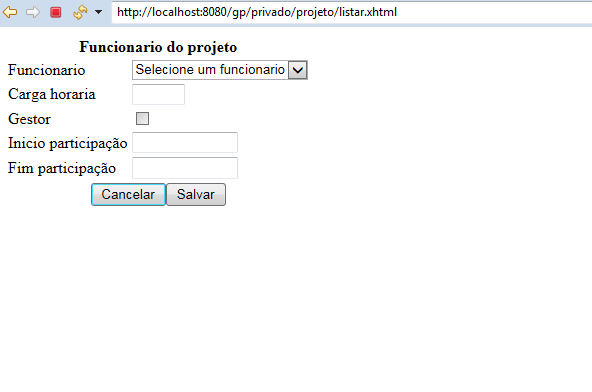 http://localhost:8080/gp/privado/projeto/listar.xhtml
Funcionario do projeto
Funcionario Selecione um funcionario
Carga horaria
Gestor
Inicio participação
Fim participação
Cancelar Salvar